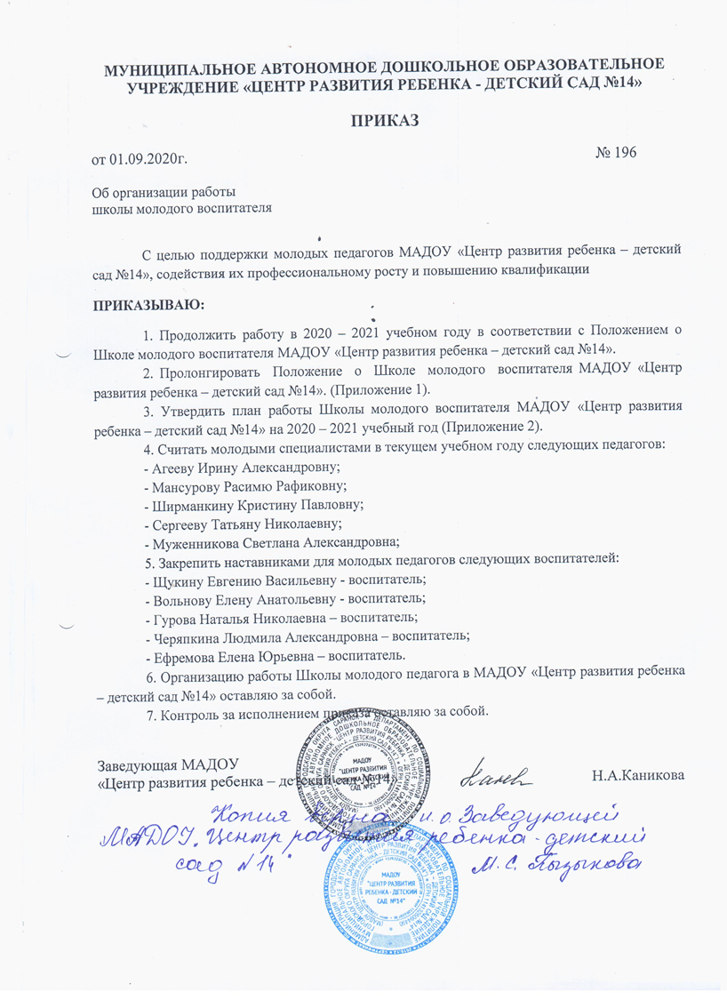 МУНИЦИПАЛЬНОЕ АВТОНОМНОЕ ДОШКОЛЬНОЕ ОБРАЗОВАТЕЛЬНОЕ
УЧРЕЖДЕНИЕ «ЦЕНТР РАЗВИТИЯ РЕБЕНКА - ДЕТСКИЙ САД №14»
ПРИКАЗ
от 01.09.2020г. № 196
Об организации работы
школы молодого воспитателя
С целью поддержки молодых педагогов МАДОУ «Центр развития ребенка – детский
сад №14», содействия их профессиональному росту и повышению квалификации
ПРИКАЗЫВАЮ:
1. Продолжить работу в 2020 – 2021 учебном году в соответствии с Положением о
Школе молодого воспитателя МАДОУ «Центр развития ребенка – детский сад №14».
2. Пролонгировать Положение о Школе молодого воспитателя МАДОУ «Центр
развития ребенка – детский сад №14». (Приложение 1).
3. Утвердить план работы Школы молодого воспитателя МАДОУ «Центр развития
ребенка – детский сад №14» на 2020 – 2021 учебный год (Приложение 2).
4. Считать молодыми специалистами в текущем учебном году следующих педагогов:
- Агееву Ирину Александровну;
- Мансурову Расимю Рафиковну;
- Ширманкину Кристину Павловну;
- Сергееву Татьяну Николаевну;
- Муженникова Светлана Александровна;
5. Закрепить наставниками для молодых педагогов следующих воспитателей:
- Щукину Евгению Васильевну - воспитатель;
- Вольнову Елену Анатольевну - воспитатель;
- Гурова Наталья Николаевна – воспитатель;
- Черяпкина Людмила Александровна – воспитатель;
- Ефремова Елена Юрьевна – воспитатель.
6. Организацию работы Школы молодого педагога в МАДОУ «Центр развития ребенка
– детский сад №14» оставляю за собой.
7. Контроль за исполнением приказа оставляю за собой.
Заведующая МАДОУ
«Центр развития ребенка – детский сад №14» Н.А.Каникова
МАДОУ
"ЦЕНТР РАЗВИТИЯ
РЕБЕНКА - ДЕТСКИЙ
САД №14"
Копия верна и.о. Заведующей
МАДОУ "Центр развития ребенка - детский
сад №14" М.С. Пызыкова
МАДОУ
"ЦЕНТР РАЗВИТИЯ
РЕБЕНКА - ДЕТСКИЙ
САД №14"